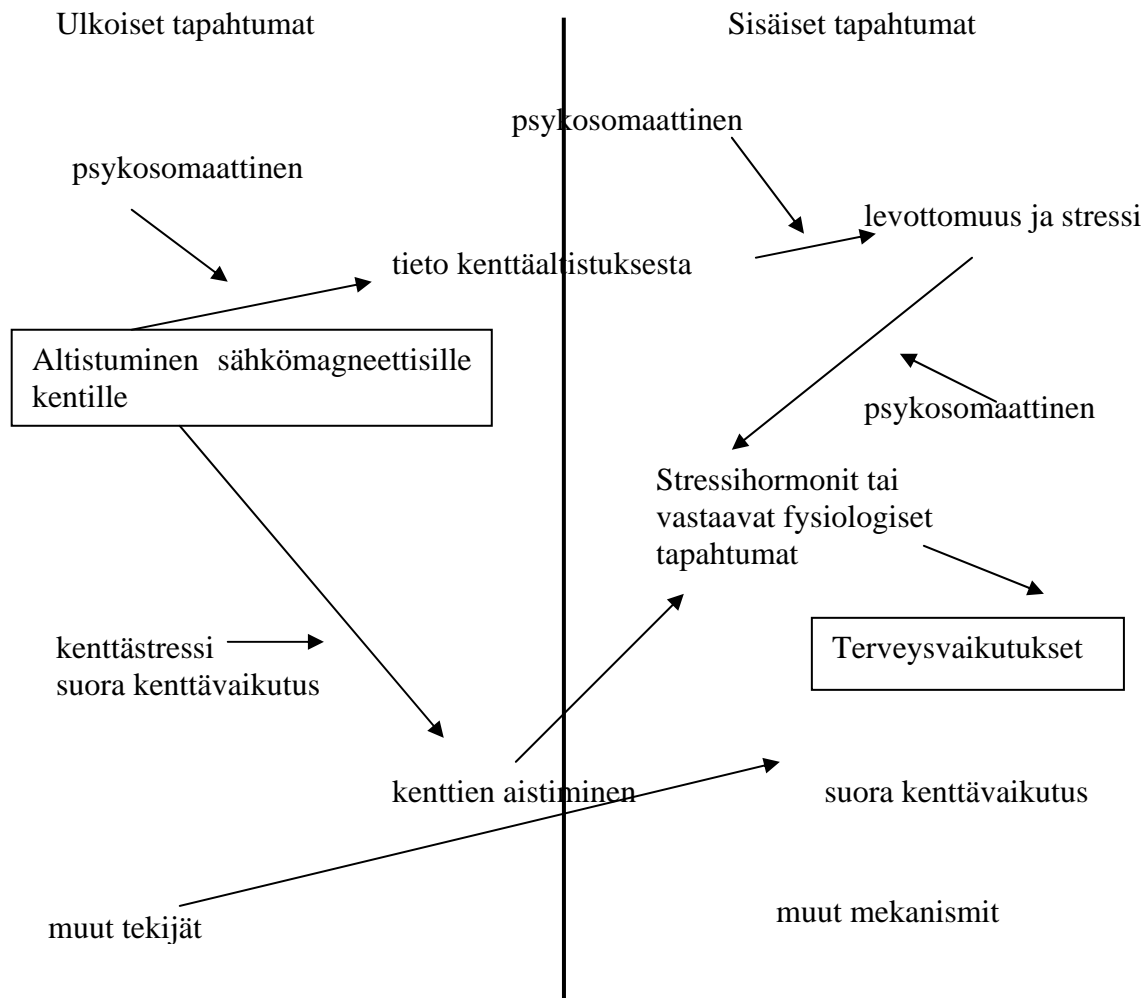 Ulkoiset tapahtumat
Sisäiset tapahtumat
psykosomaattinen
psykosomaattinen
levottomuus ja stressi
tieto kenttäaltistuksesta
Altistuminen sähkömagneettisille
kentille
psykosomaattinen
Stressihormonit tai
vastaavat fysiologiset
tapahtumat
kenttästressi
suora kenttävaikutus
Terveysvaikutukset
kenttien aistiminen
suora kenttävaikutus
muut tekijät
muut mekanismit